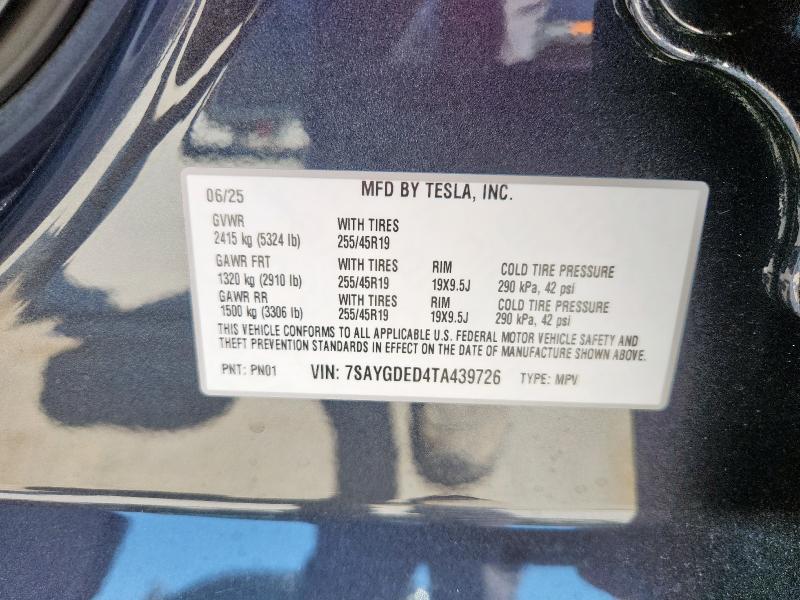 06/25 MFD BY TESLA, INC.
GVWR WITH TIRES
2415 kg (5324 lb) 255/45R19
GAWR FRT WITH TIRES RIM COLD TIRE PRESSURE
1320 kg (2910 lb) 255/45R19 19X9.5J 290 kPa, 42 psi
GAWR RR WITH TIRES RIM COLD TIRE PRESSURE
1500 kg (3306 lb) 255/45R19 19X9.5J 290 kPa, 42 psi
THIS VEHICLE CONFORMS TO ALL APPLICABLE U.S. FEDERAL MOTOR VEHICLE SAFETY AND
THEFT PREVENTION STANDARDS IN EFFECT ON THE DATE OF MANUFACTURE SHOWN ABOVE.
PNT: PN01 VIN: 7SAYGDED4TA439726 TYPE: MPV